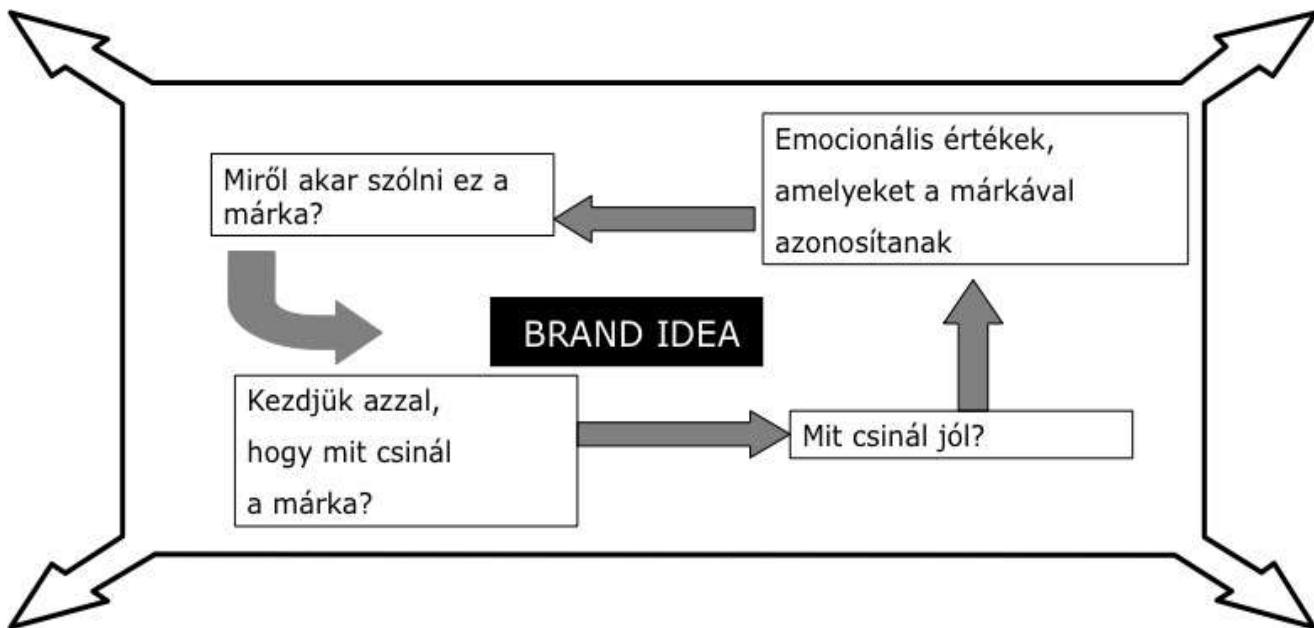 Miről akar szólni ez a
márka?
Emocionális értékek,
amelyeket a márkával
azonosítanak
BRAND IDEA
Kezdjük azzal,
hogy mit csinál
a márka?
Mit csinál jól?